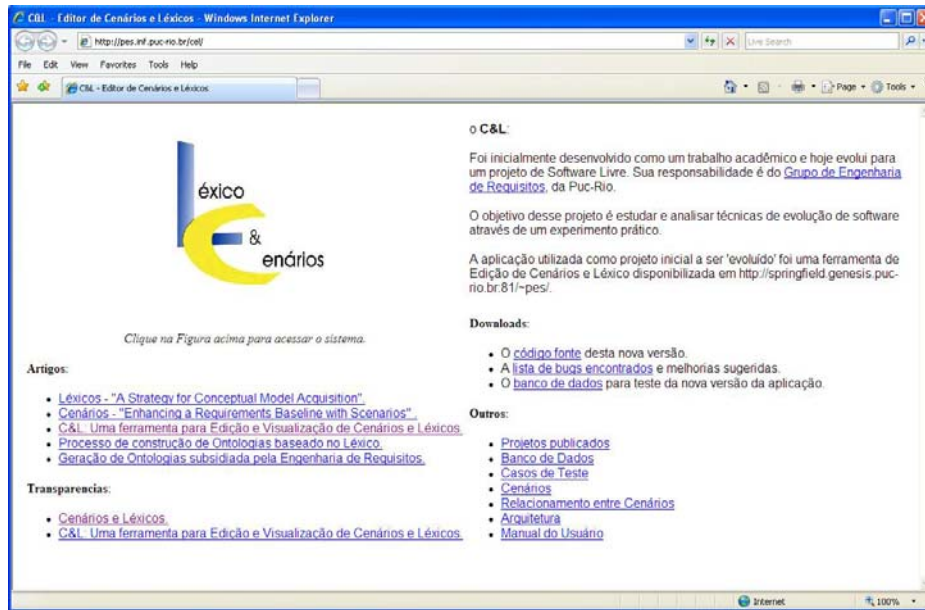 C&L - Editor de Cenários e Léxicos - Windows Internet Explorer
http://pes.inf.puc-rio.br/cel/
Live Search
File Edit View Favorites Tools Help
C&L - Editor de Cenários e Léxicos
Page Tools
éxico
&
enários
Clique na Figura acima para acessar o sistema.
Artigos:
Léxicos - "A Strategy for Conceptual Model Acquisition".
Cenários - "Enhancing a Requirements Baseline with Scenarios" .
C&L: Uma ferramenta para Edição e Visualização de Cenários e Léxicos.
Processo de construção de Ontologias baseado no Léxico.
Geração de Ontologias subsidiada pela Engenharia de Requisitos.
Transparencias:
Cenários e Léxicos.
C&L: Uma ferramenta para Edição e Visualização de Cenários e Léxicos.
o C&L:
Foi inicialmente desenvolvido como um trabalho acadêmico e hoje evolui para
um projeto de Software Livre. Sua responsabilidade é do Grupo de Engenharia
de Requisitos, da Puc-Rio.
O objetivo desse projeto é estudar e analisar técnicas de evolução de software
através de um experimento prático.
A aplicação utilizada como projeto inicial a ser 'evoluído' foi uma ferramenta de
Edição de Cenários e Léxico disponibilizada em http://springfield.genesis.puc-
rio.br:81/~pes/.
Downloads:
O código fonte desta nova versão.
A lista de bugs encontrados e melhorias sugeridas.
O banco de dados para teste da nova versão da aplicação.
Outros:
Projetos publicados
Banco de Dados
Casos de Teste
Cenários
Relacionamento entre Cenários
Arquitetura
Manual do Usuário
Internet
100%